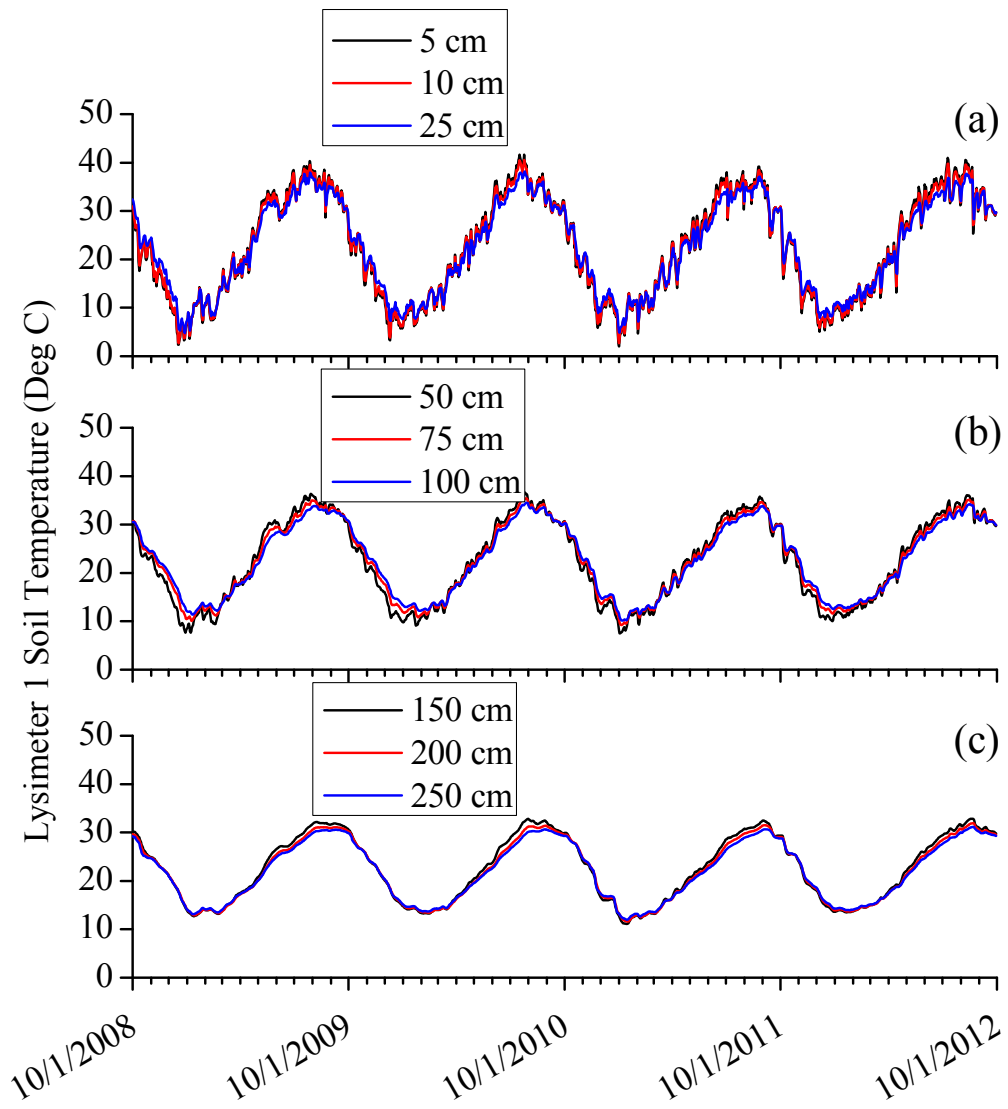 5 cm
10 cm
25 cm
(a)
50
40
30
20
10
0
50 cm
75 cm
100 cm
(b)
50
40
30
20
10
0
150 cm
200 cm
250 cm
(c)
50
40
30
20
10
0
Lysimeter 1 Soil Temperature (Deg C)
10/1/2008
10/1/2009
10/1/2010
10/1/2011
10/1/2012